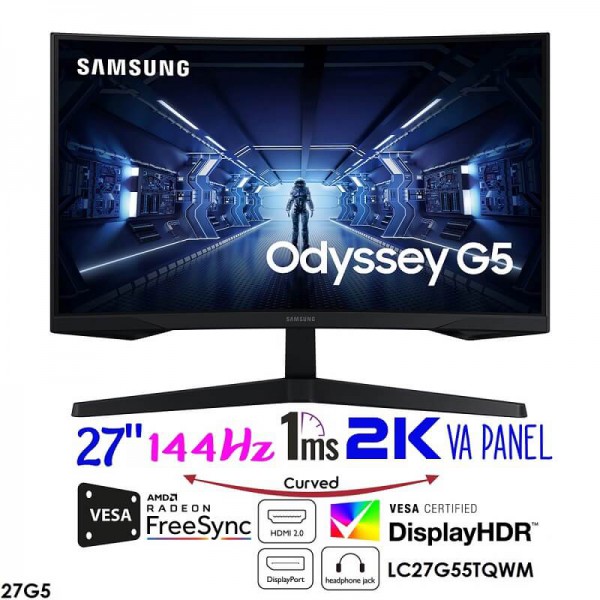 SAMSUNG
Odyssey G5
SAMSUNG
27" 144Hz 1ms 2K VA PANEL
Curved
VESA
AMD
RADEON
FreeSync
HDMI 2.0
VESA CERTIFIED
DisplayHDR™
DisplayPort
headphone jack
LC27G55TQWM
27G5